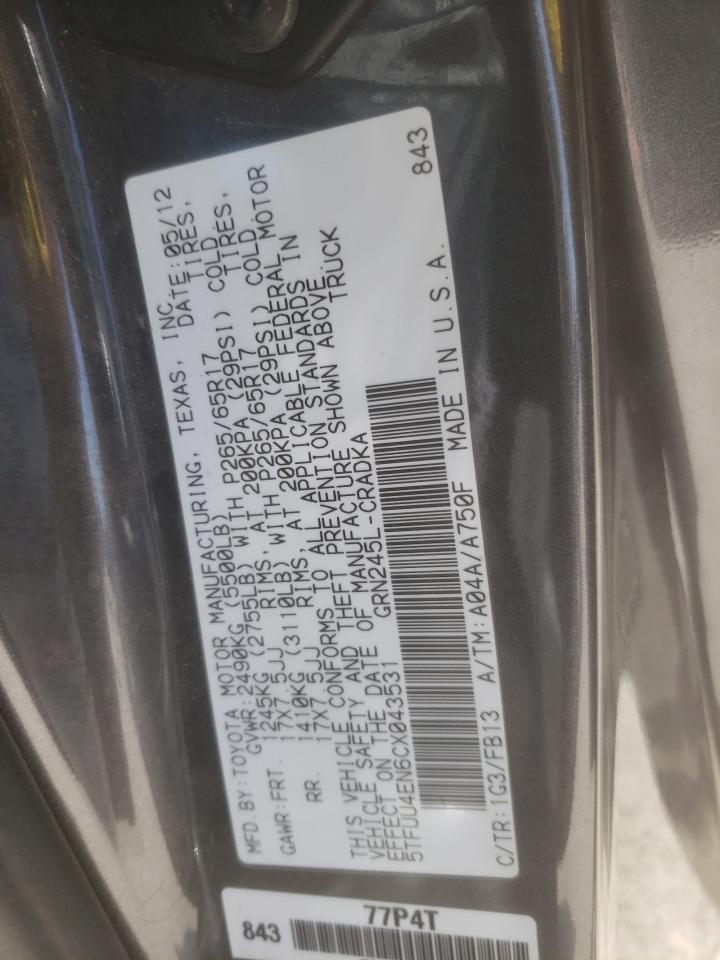 MFD.BY:TOYOTA MOTOR MANUFACTURING, TEXAS, INC. DATE:05/12
GVWR:2490KG (5500LB)
GAWR:FRT. 1245KG (2755LB) WITH P265/65R17 TIRES,
17X7.5JJ RIMS, AT 200KPA (29PSI) COLD
RR. 1410KG (3110LB) WITH P265/65R17 TIRES,
17X7.5JJ RIMS, AT 200KPA (29PSI) COLD
THIS VEHICLE CONFORMS TO ALL APPLICABLE FEDERAL MOTOR
VEHICLE SAFETY AND THEFT PREVENTION STANDARDS IN
EFFECT ON THE DATE OF MANUFACTURE SHOWN ABOVE.
5TFUU4EN6CX043531 GRN245L-CRADKA TRUCK
C/TR:1G3/FB13 A/TM:A04A/A750F MADE IN U.S.A. 843
843 77P4T